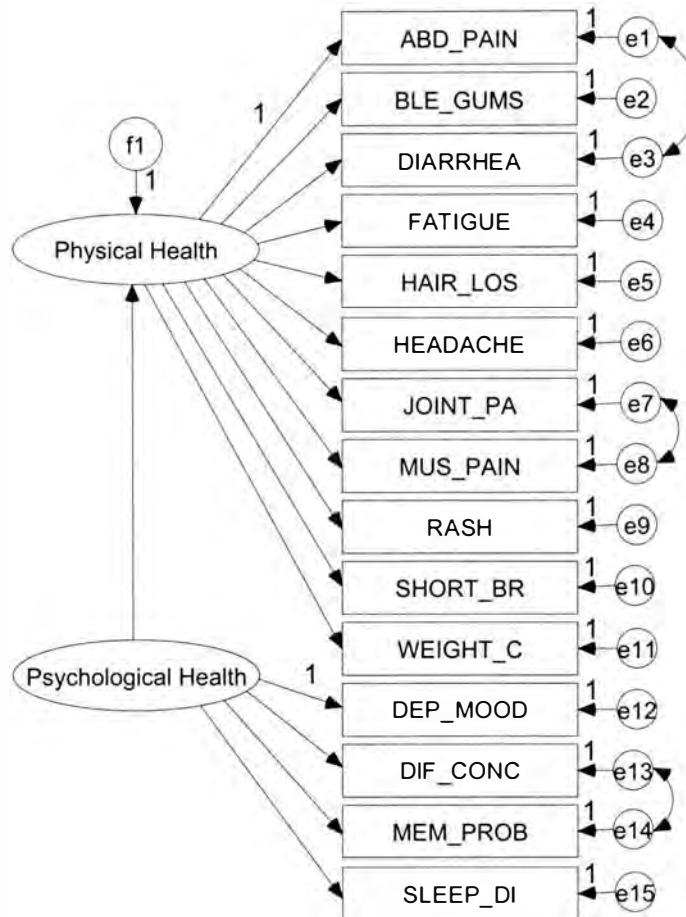 1
ABD_PAIN
1
e1
BLE_GUMS
1
e2
f1
1
DIARRHEA
1
e3
1
FATIGUE
1
e4
Physical Health
HAIR_LOS
1
e5
HEADACHE
1
e6
JOINT_PA
1
e7
MUS_PAIN
1
e8
RASH
1
e9
SHORT_BR
1
e10
WEIGHT_C
1
e11
Psychological Health
1
DEP_MOOD
1
e12
DIF_CONC
1
e13
MEM_PROB
1
e14
SLEEP_DI
1
e15